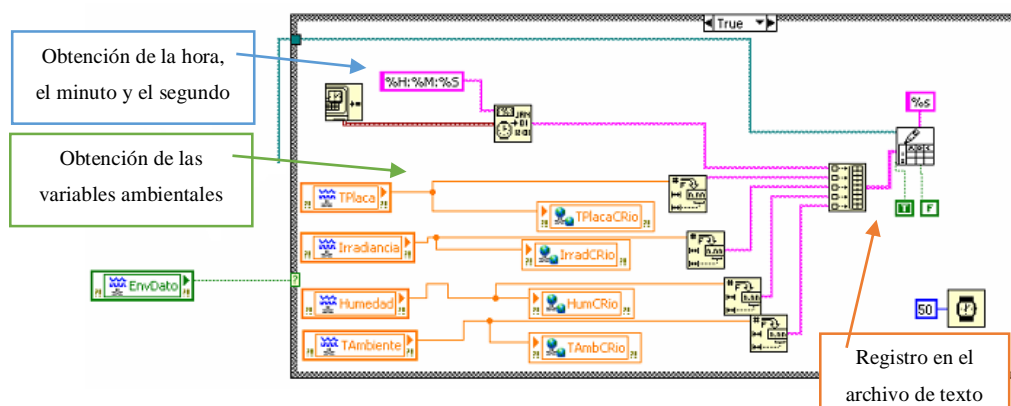 True
Obtención de la hora,
el minuto y el segundo
%H:%M:%S
%s
Obtención de las
variables ambientales
TPlaca
TPlacaCRio
T F
Irradiancia
IrradCRio
EnvDato
?
Humedad
HumCRio
50
TAmbiente
TAmbCRio
Registro en el
archivo de texto